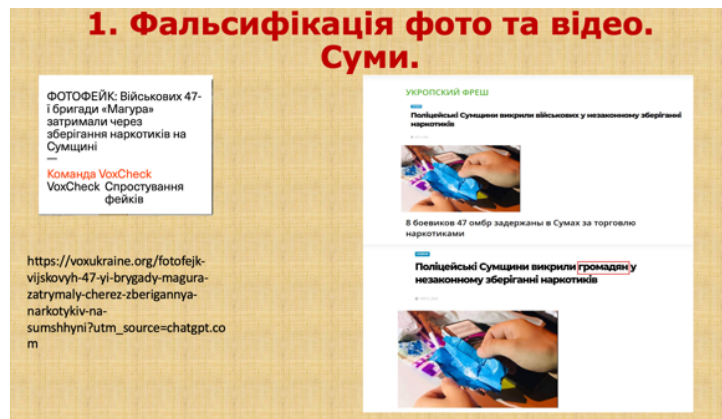 1. Фальсифікація фото та відео.
Суми.
ФОТОФЕЙК: Військових 47-
ї бригади «Магура»
затримали через
зберігання наркотиків на
Сумщині
—
Команда VoxCheck
VoxCheck Спростування
фейків
https://voxukraine.org/fotofejk-
vijskovyh-47-yi-brygady-magura-
zatrymaly-cherez-zberigannya-
narkotykiv-na-
sumshhyni?utm_source=chatgpt.co
m
УКРОПСКИЙ ФРЕШ
Поліцейські Сумщини викрили військових у незаконному зберіганні
наркотиків
8 боевиков 47 омбр задержаны в Сумах за торговлю
наркотиками
Поліцейські Сумщини викрили громадян у
незаконному зберіганні наркотиків